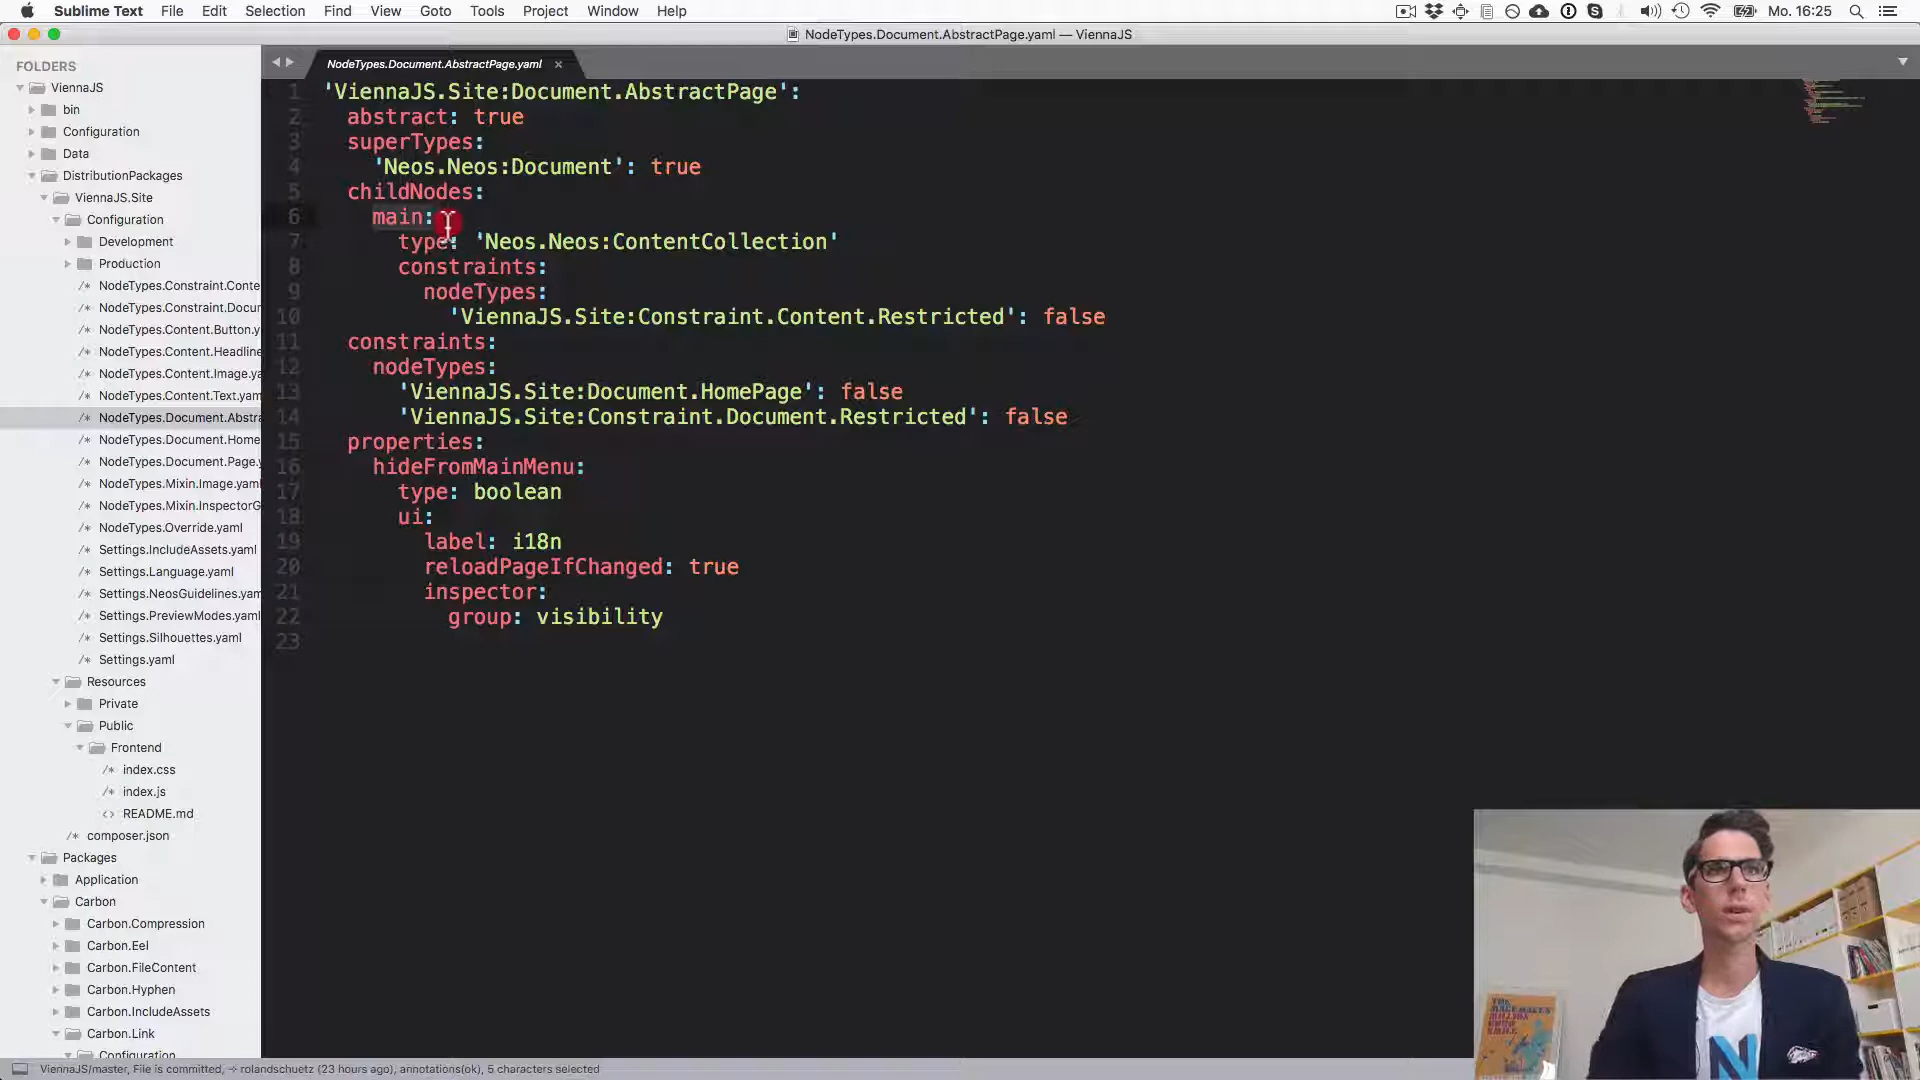 Sublime Text File Edit Selection Find View Goto Tools Project Window Help Mo. 16:25
NodeTypes.Document.AbstractPage.yaml — ViennaJS
FOLDERS
ViennaJS
bin
Configuration
Data
DistributionPackages
ViennaJS.Site
Configuration
Development
Production
NodeTypes.Constraint.Conte
NodeTypes.Constraint.Docur
NodeTypes.Content.Button.y
NodeTypes.Content.Headline
NodeTypes.Content.Image.ya
NodeTypes.Content.Text.yam
NodeTypes.Document.Abstra
NodeTypes.Document.Home
NodeTypes.Document.Page.y
NodeTypes.Mixin.Image.yaml
NodeTypes.Mixin.InspectorG
NodeTypes.Override.yaml
Settings.IncludeAssets.yaml
Settings.Language.yaml
Settings.NeosGuidelines.yam
Settings.PreviewModes.yaml
Settings.Silhouettes.yaml
Settings.yaml
Resources
Private
Public
Frontend
index.css
index.js
README.md
composer.json
Packages
Application
Carbon
Carbon.Compression
Carbon.Eel
Carbon.FileContent
Carbon.Hyphen
Carbon.IncludeAssets
Carbon.Link
Configuration
NodeTypes.Document.AbstractPage.yaml ×
1 'ViennaJS.Site:Document.AbstractPage':
2 abstract: true
3 superTypes:
4 'Neos.Neos:Document': true
5 childNodes:
6 main:
7 type: 'Neos.Neos:ContentCollection'
8 constraints:
9 nodeTypes:
10 'ViennaJS.Site:Constraint.Content.Restricted': false
11 constraints:
12 nodeTypes:
13 'ViennaJS.Site:Document.HomePage': false
14 'ViennaJS.Site:Constraint.Document.Restricted': false
15 properties:
16 hideFromMainMenu:
17 type: boolean
18 ui:
19 label: i18n
20 reloadPageIfChanged: true
21 inspector:
22 group: visibility
23
ViennaJS/master, File is committed, rolandschuetz (23 hours ago), annotations(ok), 5 characters selected
N